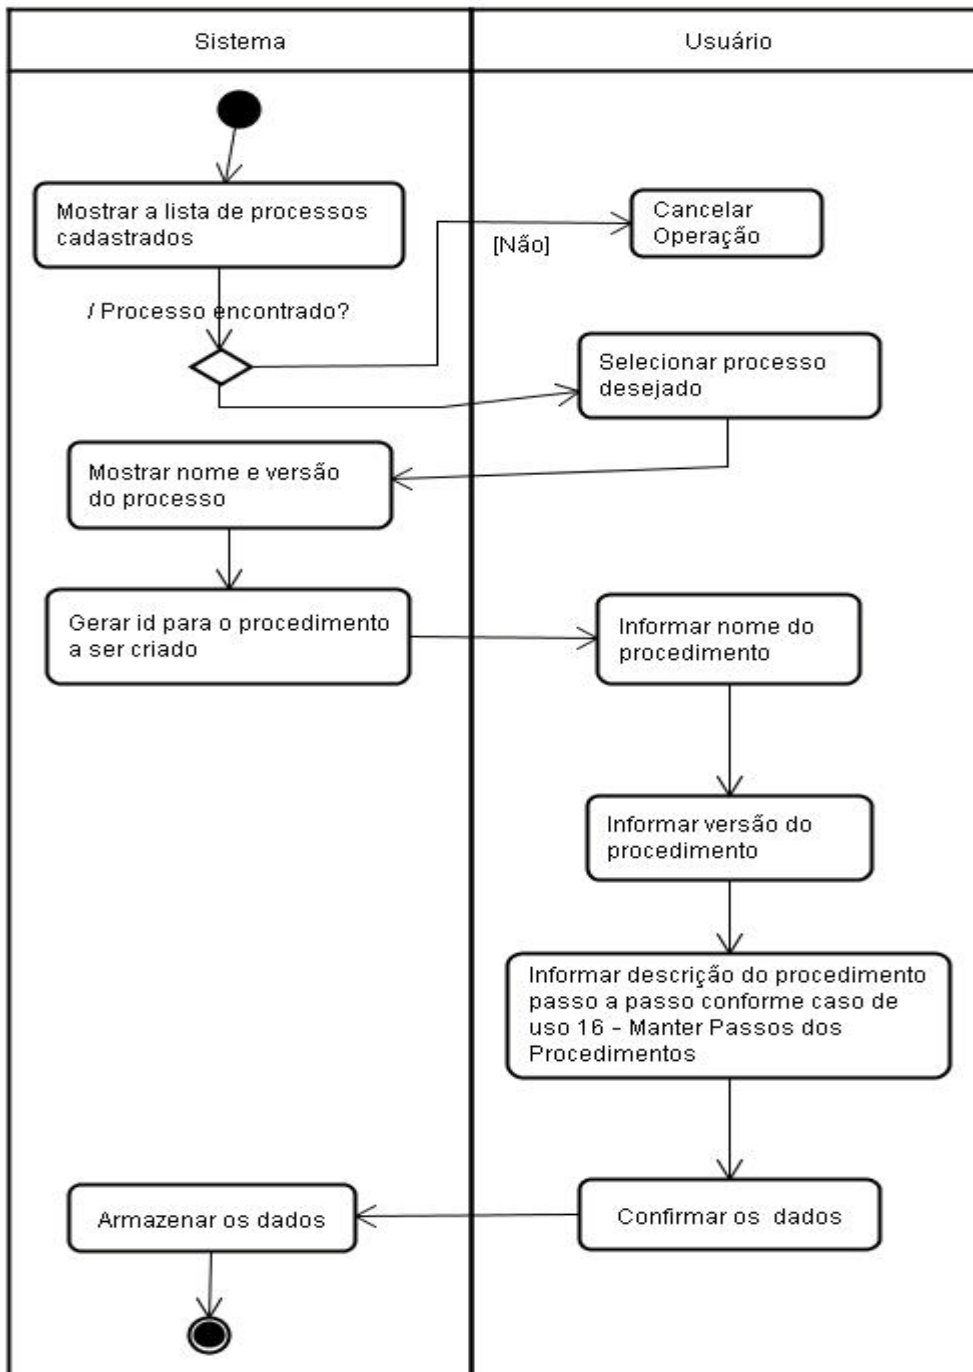 Sistema
Usuário
Mostrar a lista de processos
cadastrados
Cancelar
Operação
[Não]
/ Processo encontrado?
Selecionar processo
desejado
Mostrar nome e versão
do processo
Gerar id para o procedimento
a ser criado
Informar nome do
procedimento
Informar versão do
procedimento
Informar descrição do procedimento
passo a passo conforme caso de
uso 16 - Manter Passos dos
Procedimentos
Confirmar os dados
Armazenar os dados